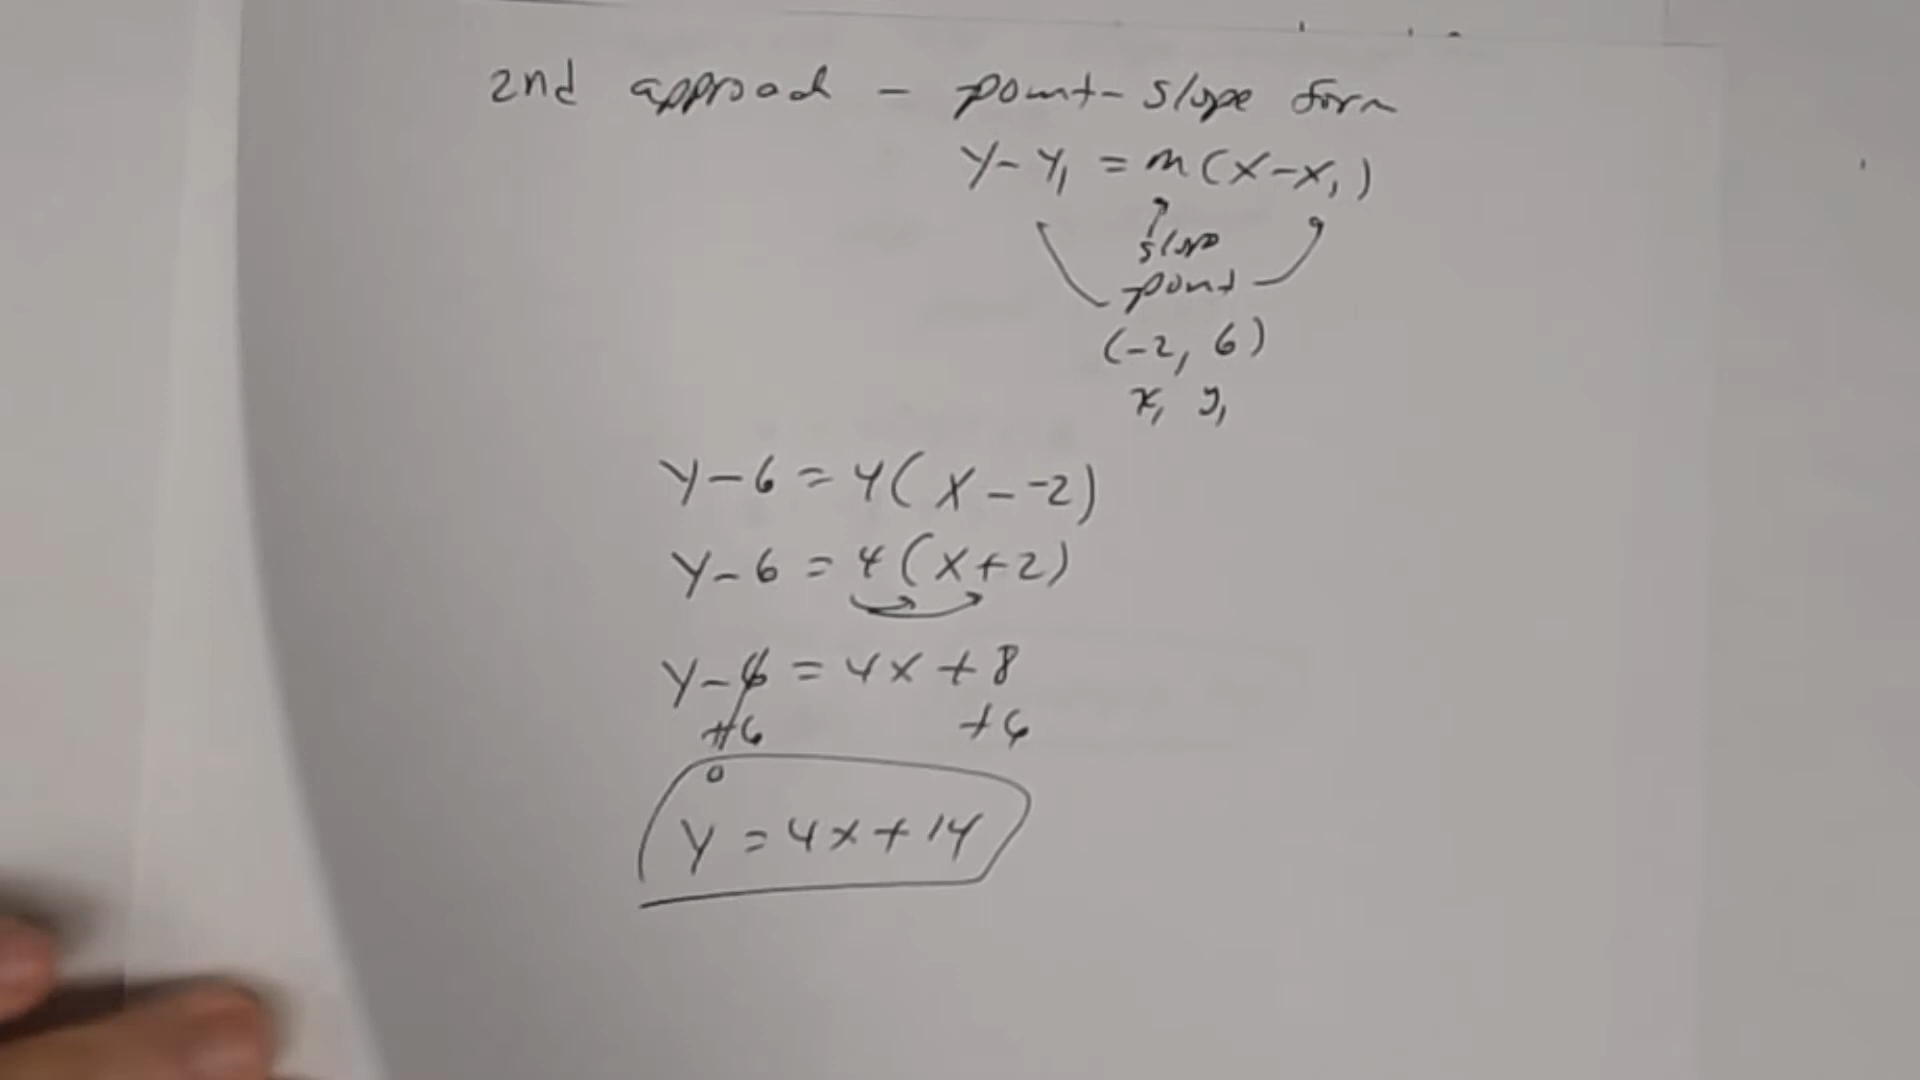 2nd approach - point-slope form
y - y₁ = m(x - x₁)
slope
point
(-2, 6)
x₁ y₁
y - 6 = 4(x - -2)
y - 6 = 4(x + 2)
y - 6 = 4x + 8
+6 +6
0
y = 4x + 14